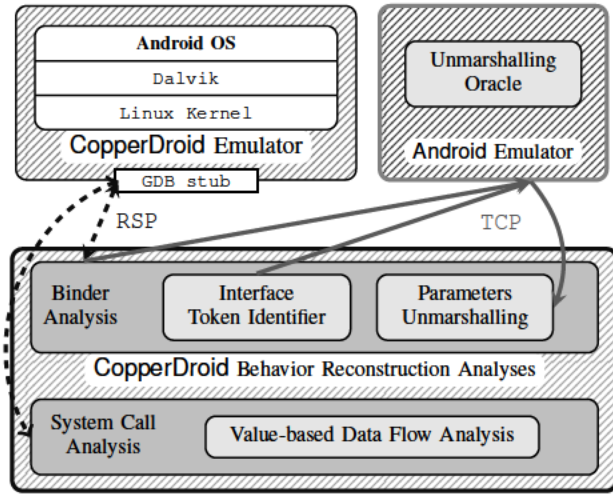 Android OS
Dalvik
Linux Kernel
CopperDroid Emulator
GDB stub
Unmarshalling
Oracle
Android Emulator
RSP
TCP
Binder
Analysis
Interface
Token Identifier
Parameters
Unmarshalling
CopperDroid Behavior Reconstruction Analyses
System Call
Analysis
Value-based Data Flow Analysis